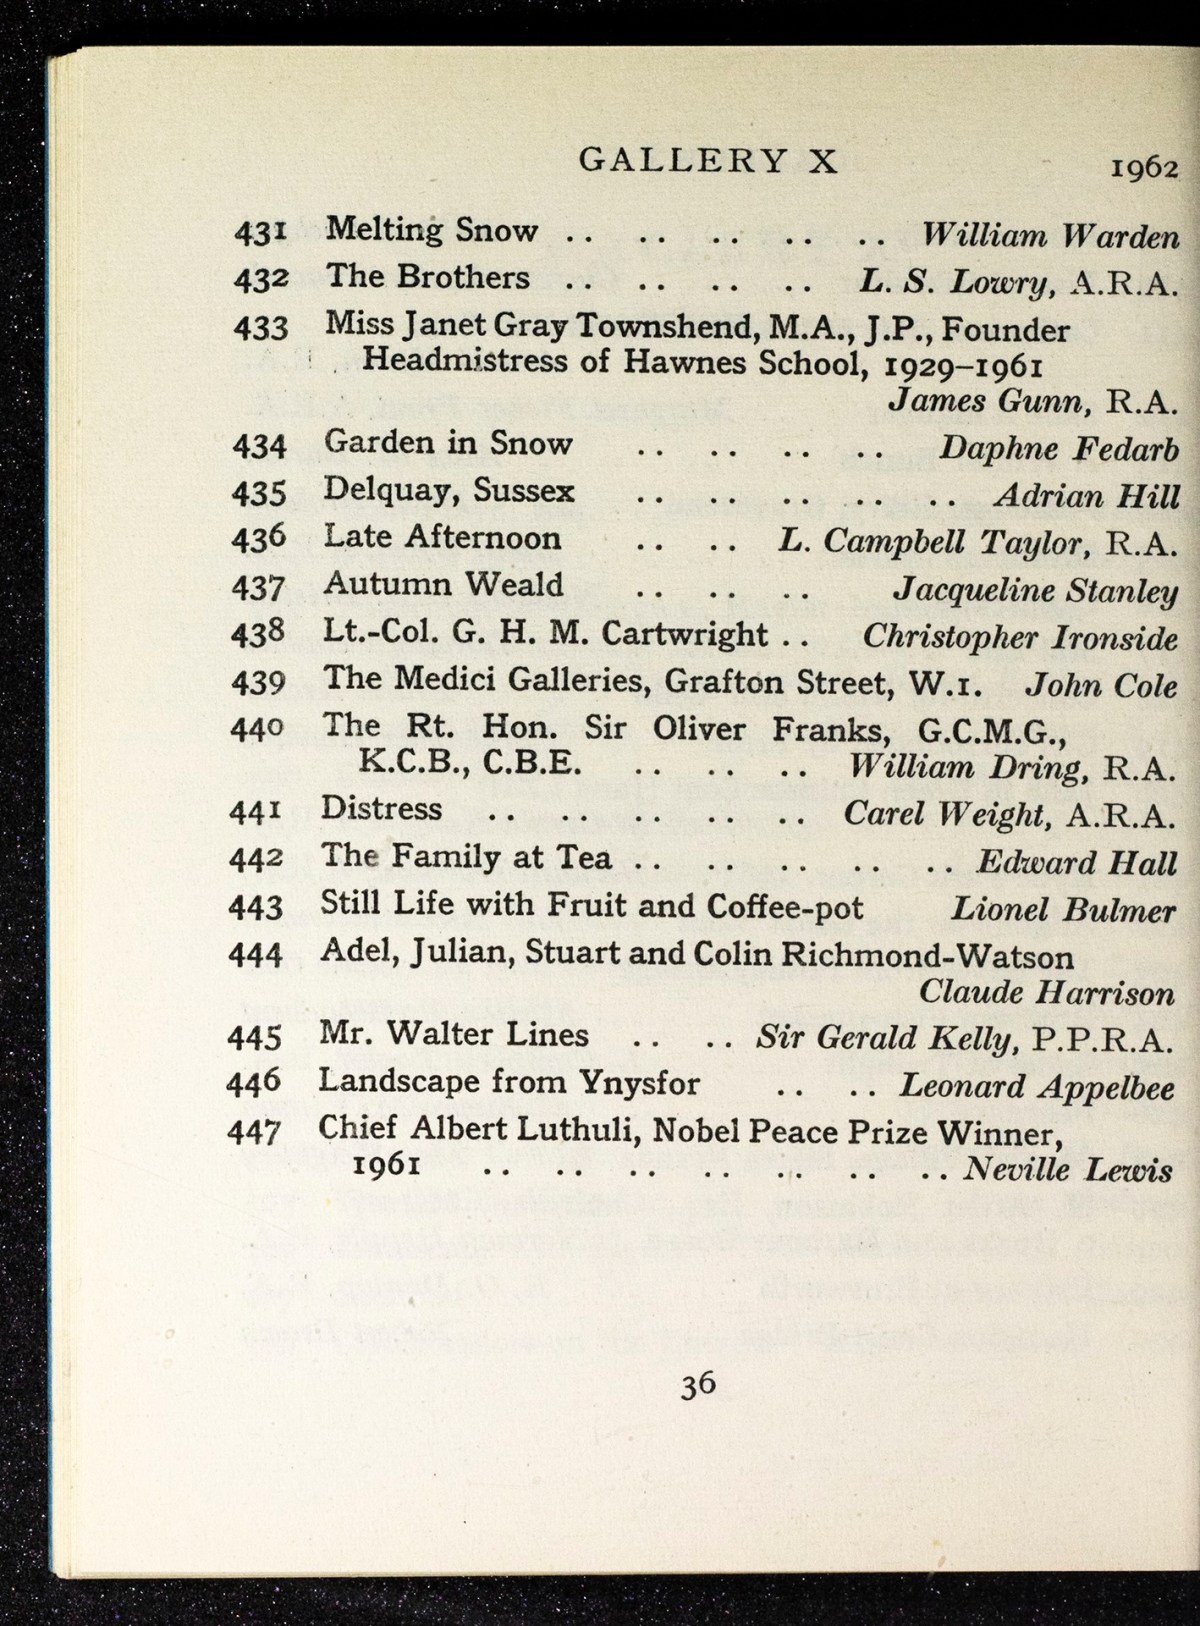 GALLERY X 1962
431 Melting Snow .. .. .. .. .. William Warden
432 The Brothers .. .. .. .. L. S. Lowry, A.R.A.
433 Miss Janet Gray Townshend, M.A., J.P., Founder
Headmistress of Hawnes School, 1929–1961
James Gunn, R.A.
434 Garden in Snow .. .. .. .. Daphne Fedarb
435 Delquay, Sussex .. .. .. .. .. Adrian Hill
436 Late Afternoon .. .. L. Campbell Taylor, R.A.
437 Autumn Weald .. .. .. Jacqueline Stanley
438 Lt.-Col. G. H. M. Cartwright .. Christopher Ironside
439 The Medici Galleries, Grafton Street, W.1. John Cole
440 The Rt. Hon. Sir Oliver Franks, G.C.M.G.,
K.C.B., C.B.E. .. .. .. William Dring, R.A.
441 Distress .. .. .. .. .. Carel Weight, A.R.A.
442 The Family at Tea .. .. .. .. .. Edward Hall
443 Still Life with Fruit and Coffee-pot Lionel Bulmer
444 Adel, Julian, Stuart and Colin Richmond-Watson
Claude Harrison
445 Mr. Walter Lines .. .. Sir Gerald Kelly, P.P.R.A.
446 Landscape from Ynysfor .. .. Leonard Appelbee
447 Chief Albert Luthuli, Nobel Peace Prize Winner,
1961 .. .. .. .. .. .. .. Neville Lewis
36